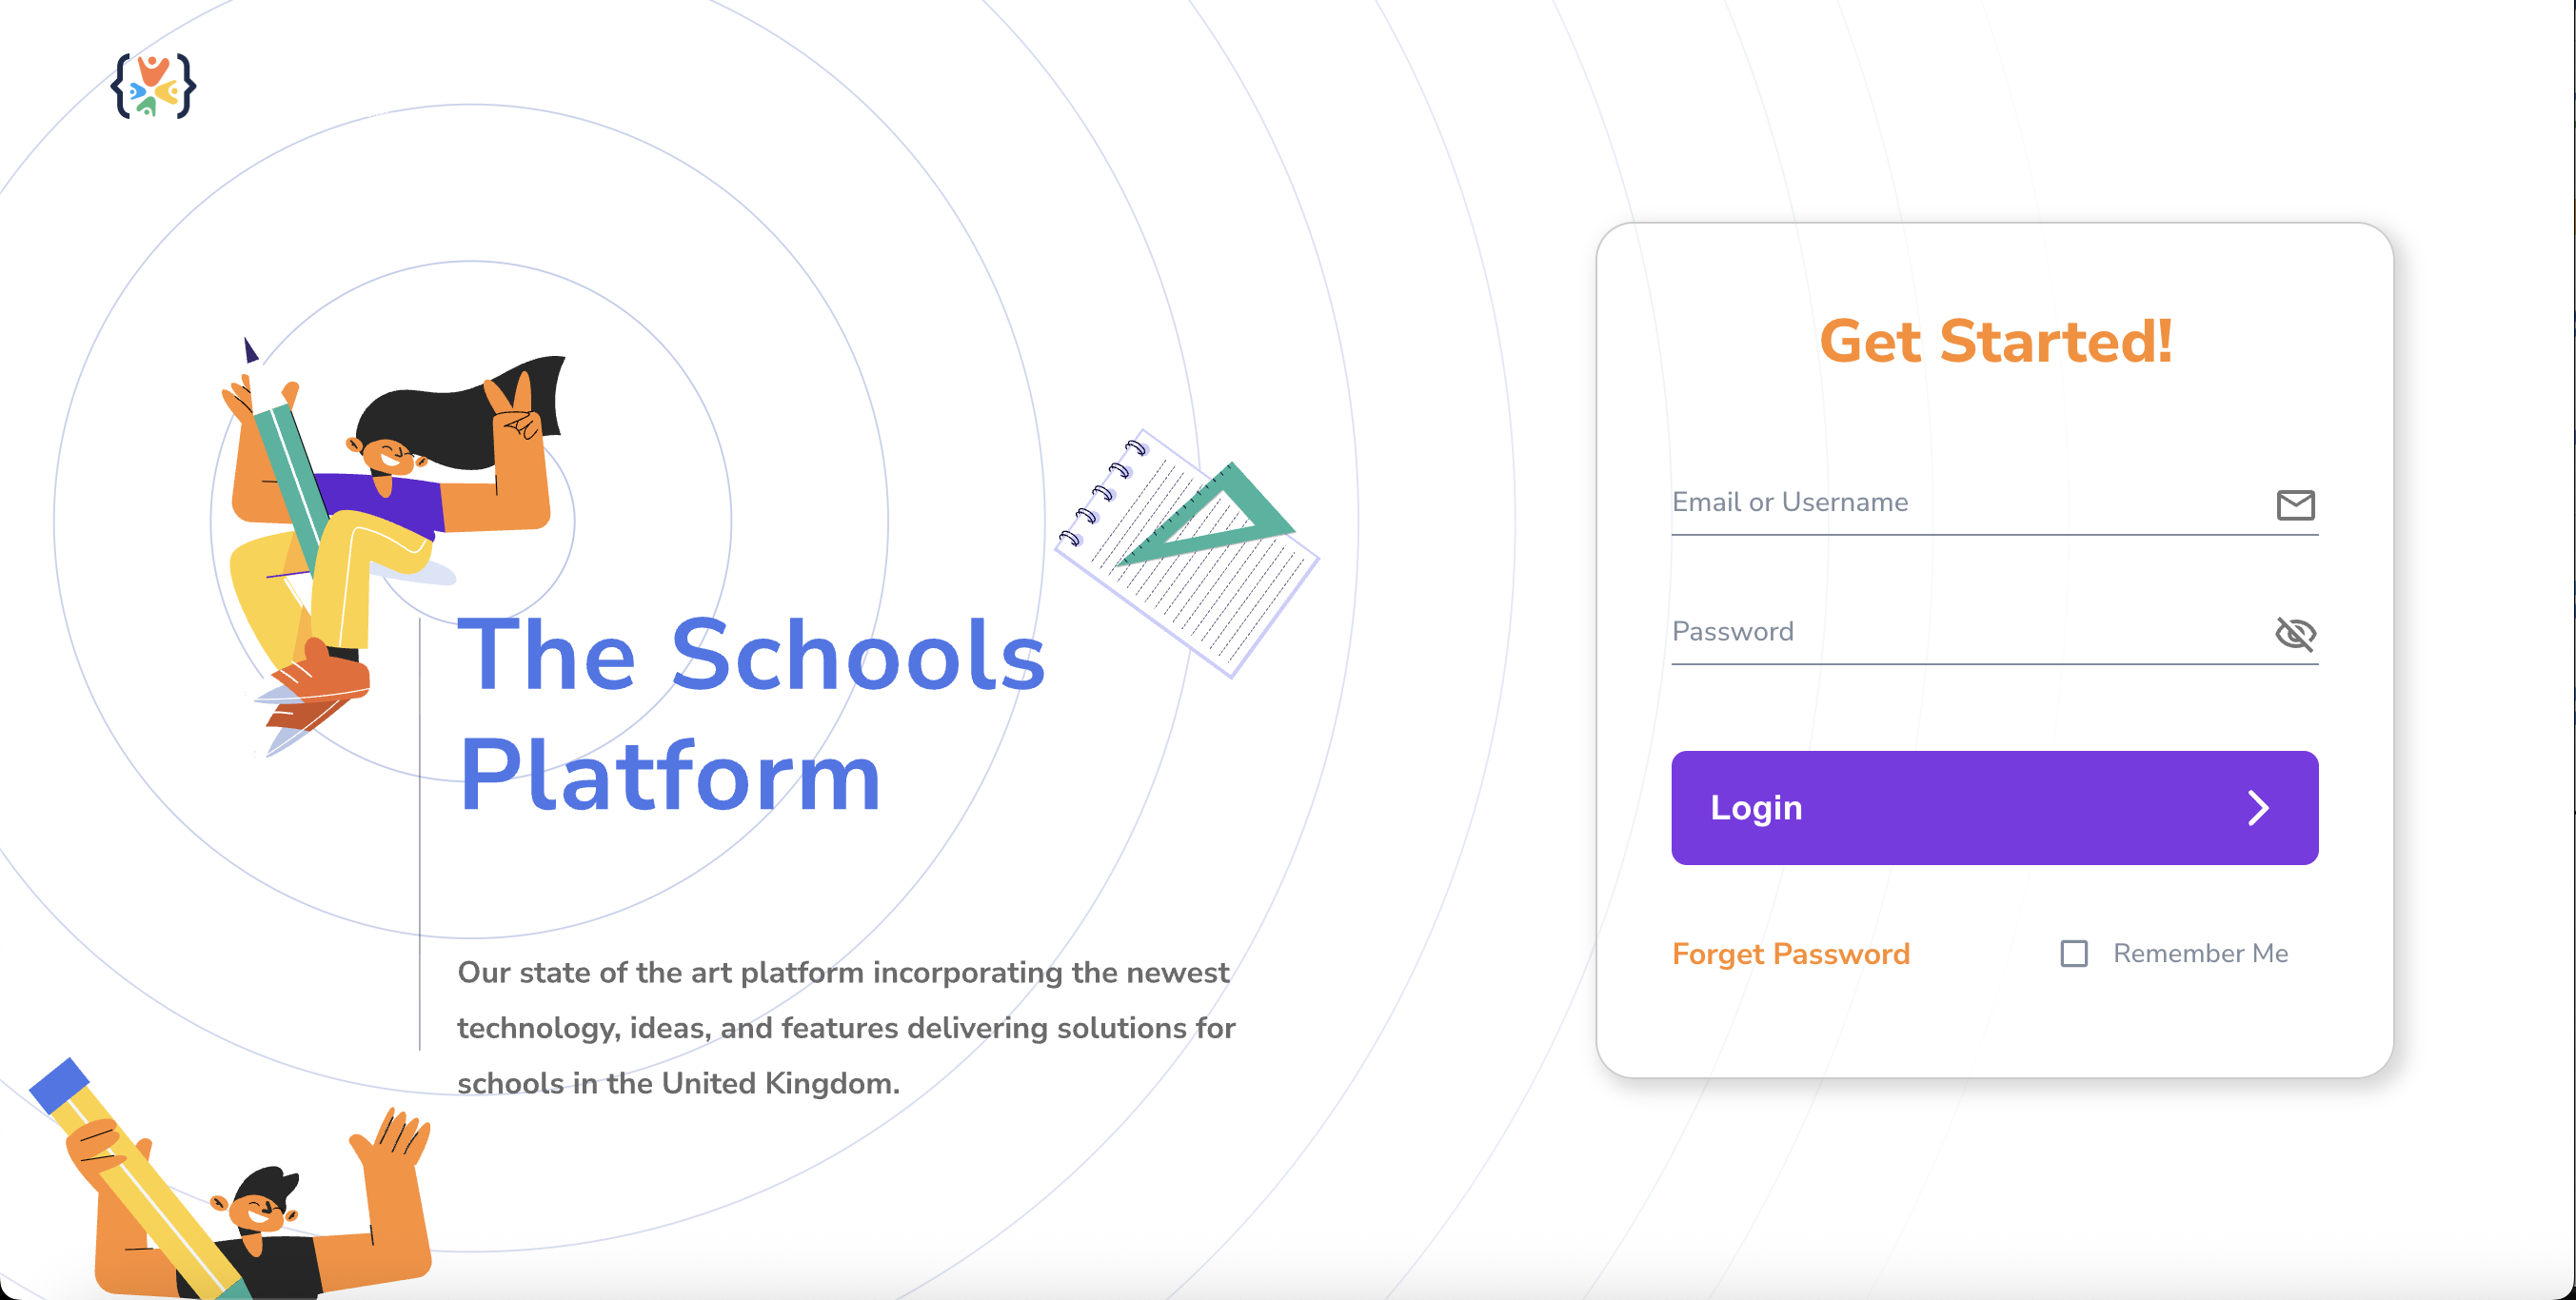 The Schools
Platform
Our state of the art platform incorporating the newest
technology, ideas, and features delivering solutions for
schools in the United Kingdom.
Get Started!
Email or Username
Password
Login
Forget Password
Remember Me